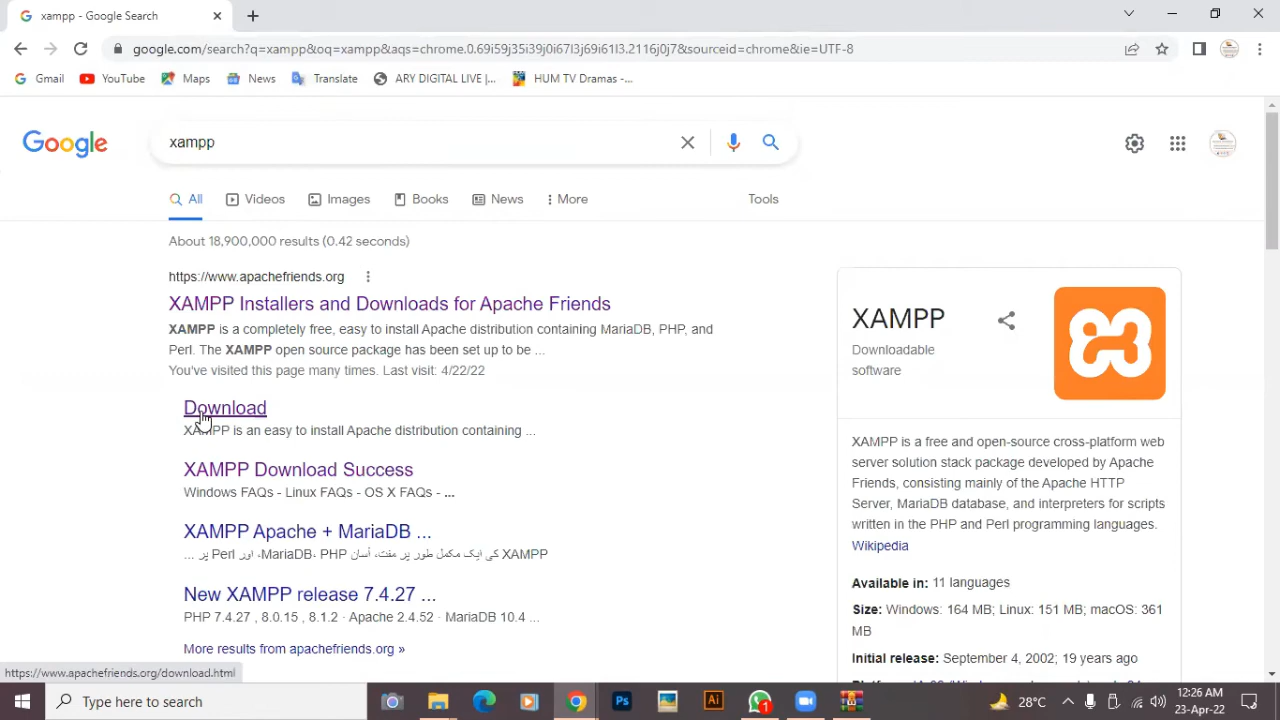 xampp - Google Search
google.com/search?q=xampp&oq=xampp&aqs=chrome.0.69i59j35i39j0i67l3j69i61l3.2116j0j7&sourceid=chrome&ie=UTF-8
Gmail YouTube Maps News Translate ARY DIGITAL LIVE |... HUM TV Dramas -...
Google
xampp
All Videos Images Books News More Tools
About 18,900,000 results (0.42 seconds)
https://www.apachefriends.org
XAMPP Installers and Downloads for Apache Friends
XAMPP is a completely free, easy to install Apache distribution containing MariaDB, PHP, and
Perl. The XAMPP open source package has been set up to be ...
You've visited this page many times. Last visit: 4/22/22
Download
XAMPP is an easy to install Apache distribution containing ...
XAMPP Download Success
Windows FAQs - Linux FAQs - OS X FAQs - ...
XAMPP Apache + MariaDB ...
XAMPP کی ایک مکمل طور پر مفت، آسان MariaDB، PHP، اور Perl پر ...
New XAMPP release 7.4.27 ...
PHP 7.4.27 , 8.0.15 , 8.1.2 · Apache 2.4.52 · MariaDB 10.4 ...
More results from apachefriends.org »
XAMPP
Downloadable
software
XAMPP is a free and open-source cross-platform web
server solution stack package developed by Apache
Friends, consisting mainly of the Apache HTTP
Server, MariaDB database, and interpreters for scripts
written in the PHP and Perl programming languages.
Wikipedia
Available in: 11 languages
Size: Windows: 164 MB; Linux: 151 MB; macOS: 361
MB
Initial release: September 4, 2002; 19 years ago
https://www.apachefriends.org/download.html
Type here to search
Ps
Ai
1
28°C
12:26 AM
23-Apr-22